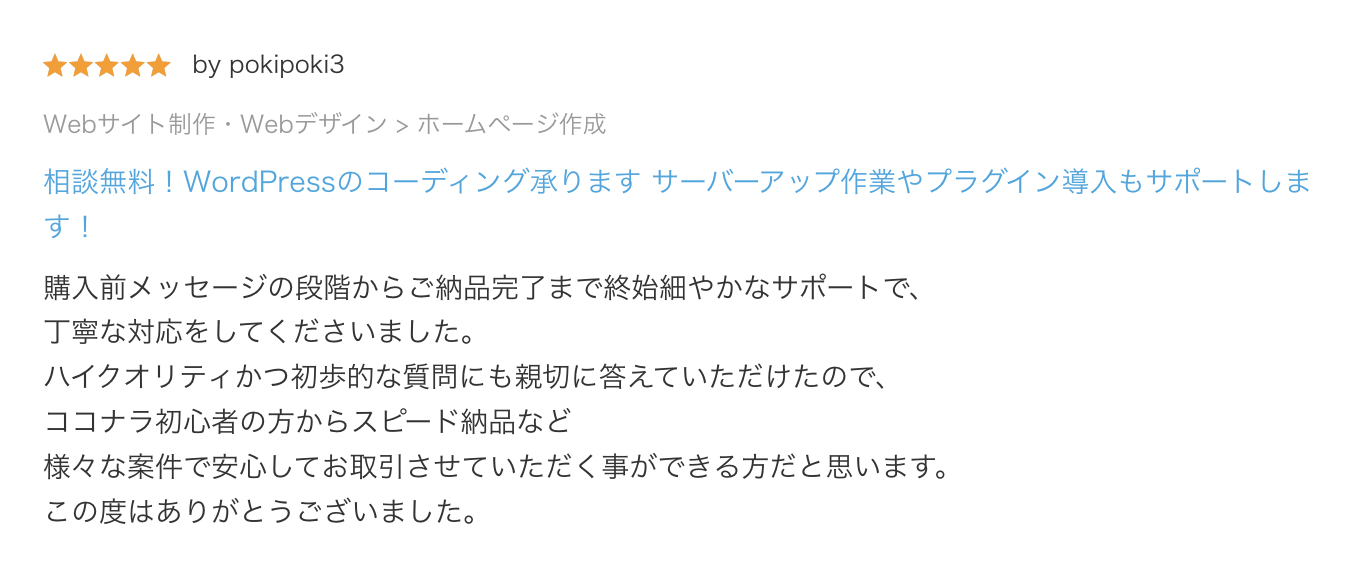 by pokipoki3
Webサイト制作・Webデザイン > ホームページ作成
相談無料！WordPressのコーディング承ります サーバーアップ作業やプラグイン導入もサポートしま
す！
購入前メッセージの段階からご納品完了まで終始細やかなサポートで、
丁寧な対応をしてくださいました。
ハイクオリティかつ初歩的な質問にも親切に答えていただけたので、
ココナラ初心者の方からスピード納品など
様々な案件で安心してお取引させていただく事ができる方だと思います。
この度はありがとうございました。